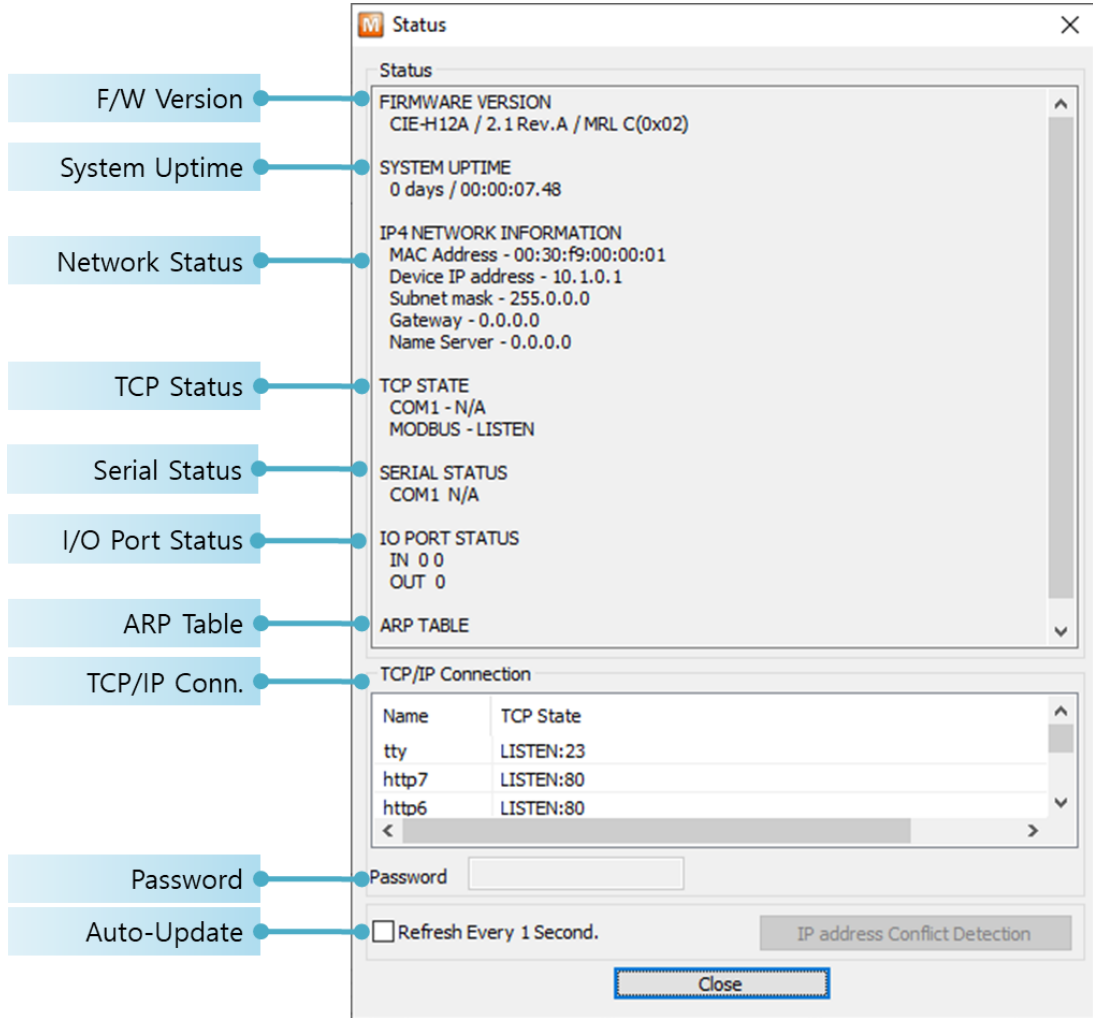 Status
Status
F/W Version
FIRMWARE VERSION
CIE-H12A / 2.1 Rev.A / MRL C(0x02)
System Uptime
SYSTEM UPTIME
0 days / 00:00:07.48
Network Status
IP4 NETWORK INFORMATION
MAC Address - 00:30:f9:00:00:01
Device IP address - 10.1.0.1
Subnet mask - 255.0.0.0
Gateway - 0.0.0.0
Name Server - 0.0.0.0
TCP Status
TCP STATE
COM1 - N/A
MODBUS - LISTEN
Serial Status
SERIAL STATUS
COM1 N/A
I/O Port Status
IO PORT STATUS
IN 0 0
OUT 0
ARP Table
ARP TABLE
TCP/IP Conn.
TCP/IP Connection
Name TCP State
tty LISTEN:23
http7 LISTEN:80
http6 LISTEN:80
Password
Password
Auto-Update
Refresh Every 1 Second.
IP address Conflict Detection
Close